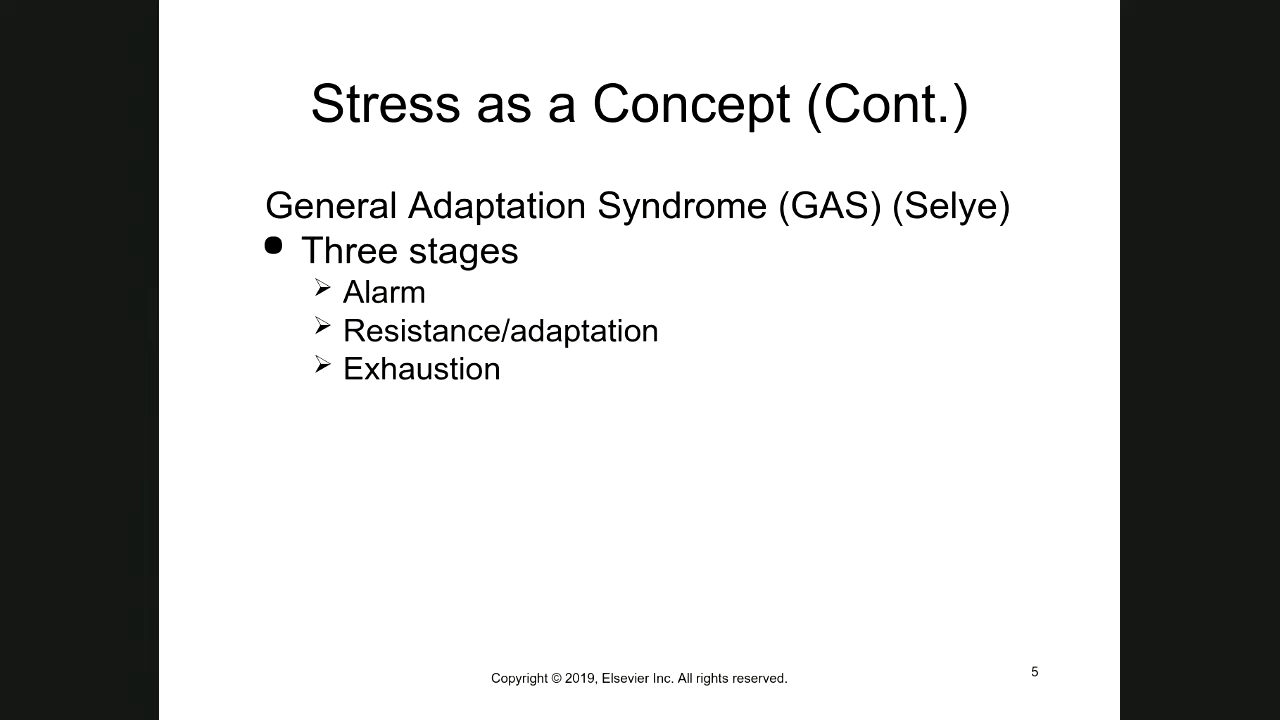 Stress as a Concept (Cont.)
General Adaptation Syndrome (GAS) (Selye)
● Three stages
➢ Alarm
➢ Resistance/adaptation
➢ Exhaustion
Copyright © 2019, Elsevier Inc. All rights reserved.
5